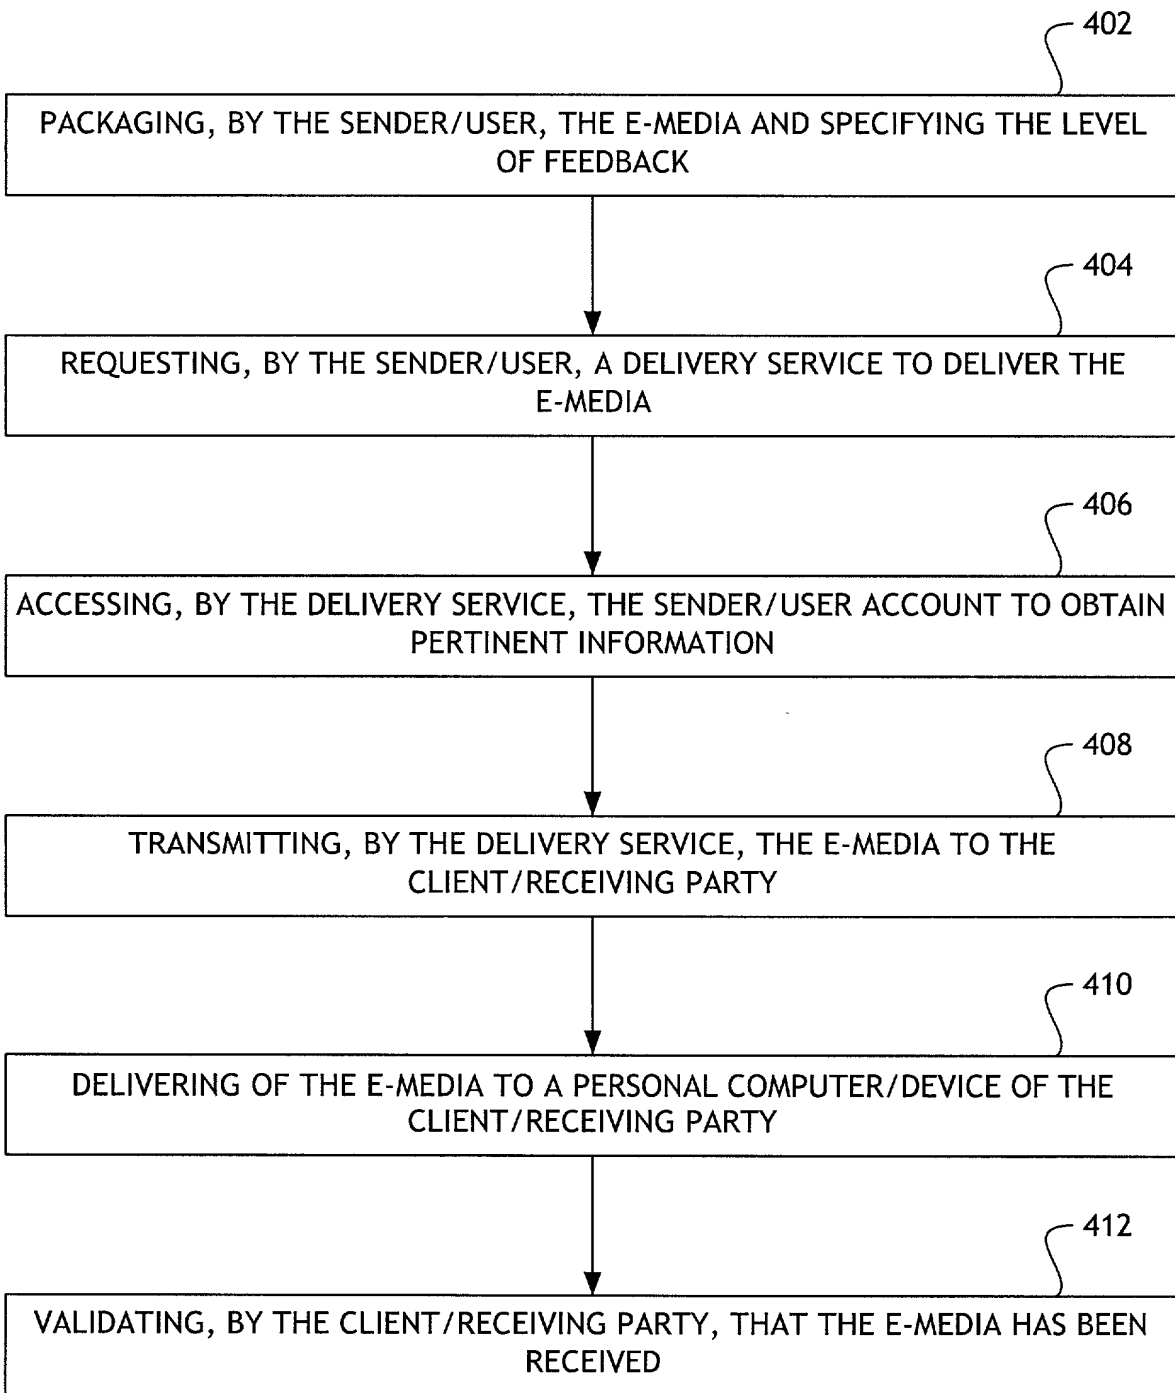 402
PACKAGING, BY THE SENDER/USER, THE E-MEDIA AND SPECIFYING THE LEVEL
OF FEEDBACK
404
REQUESTING, BY THE SENDER/USER, A DELIVERY SERVICE TO DELIVER THE
E-MEDIA
406
ACCESSING, BY THE DELIVERY SERVICE, THE SENDER/USER ACCOUNT TO OBTAIN
PERTINENT INFORMATION
408
TRANSMITTING, BY THE DELIVERY SERVICE, THE E-MEDIA TO THE
CLIENT/RECEIVING PARTY
410
DELIVERING OF THE E-MEDIA TO A PERSONAL COMPUTER/DEVICE OF THE
CLIENT/RECEIVING PARTY
412
VALIDATING, BY THE CLIENT/RECEIVING PARTY, THAT THE E-MEDIA HAS BEEN
RECEIVED